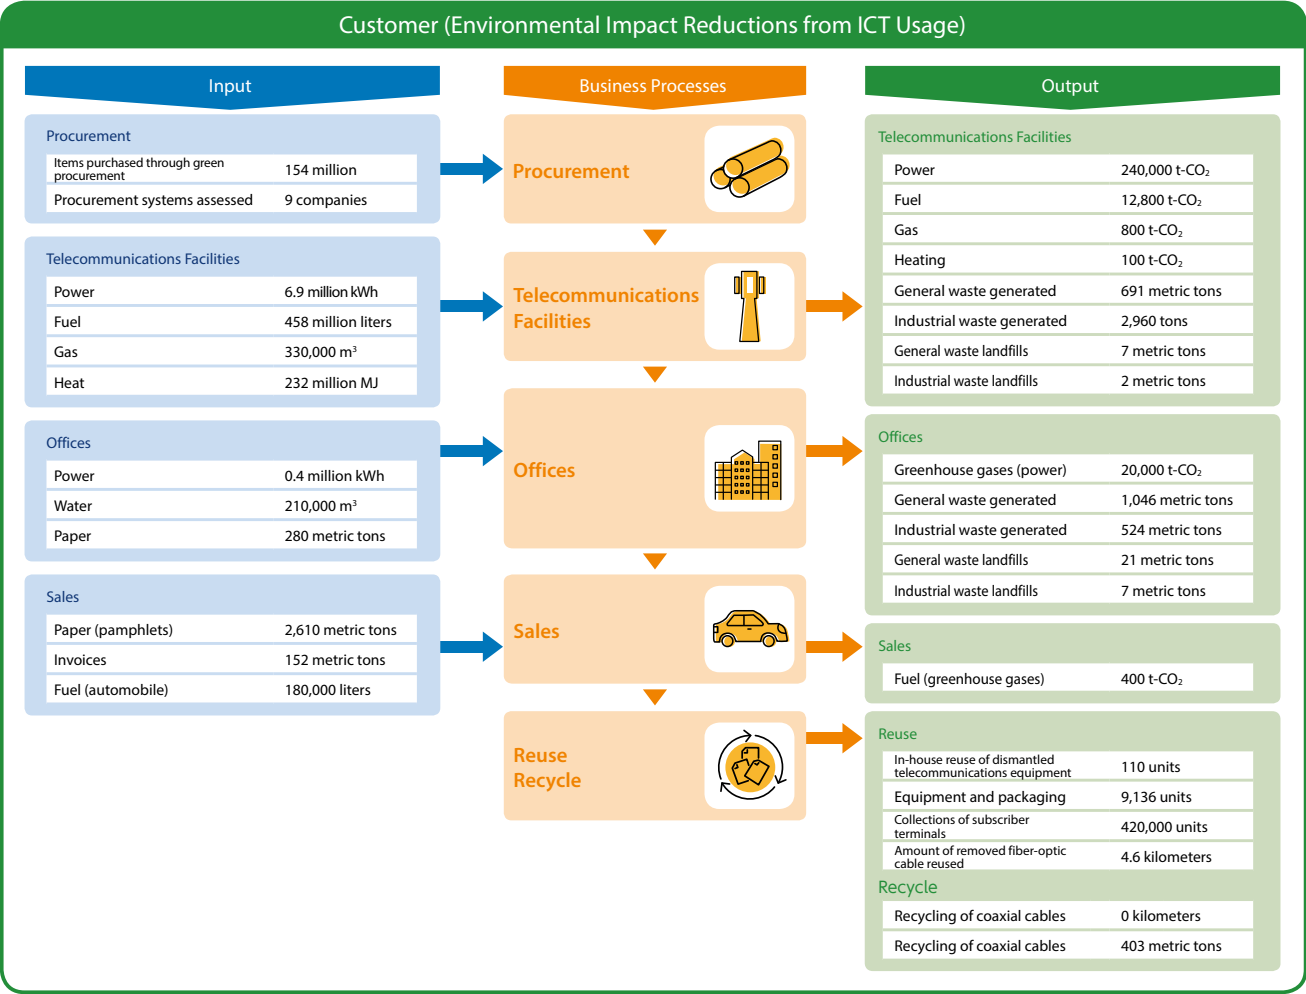 Customer (Environmental Impact Reductions from ICT Usage)
Input
Procurement
Items purchased through green
procurement
154 million
Procurement systems assessed 9 companies
Telecommunications Facilities
Power 6.9 million kWh
Fuel 458 million liters
Gas 330,000 m³
Heat 232 million MJ
Offices
Power 0.4 million kWh
Water 210,000 m³
Paper 280 metric tons
Sales
Paper (pamphlets) 2,610 metric tons
Invoices 152 metric tons
Fuel (automobile) 180,000 liters
Business Processes
Procurement
Telecommunications
Facilities
Offices
Sales
Reuse
Recycle
Output
Telecommunications Facilities
Power 240,000 t-CO₂
Fuel 12,800 t-CO₂
Gas 800 t-CO₂
Heating 100 t-CO₂
General waste generated 691 metric tons
Industrial waste generated 2,960 tons
General waste landfills 7 metric tons
Industrial waste landfills 2 metric tons
Offices
Greenhouse gases (power) 20,000 t-CO₂
General waste generated 1,046 metric tons
Industrial waste generated 524 metric tons
General waste landfills 21 metric tons
Industrial waste landfills 7 metric tons
Sales
Fuel (greenhouse gases) 400 t-CO₂
Reuse
In-house reuse of dismantled
telecommunications equipment
110 units
Equipment and packaging 9,136 units
Collections of subscriber
terminals
420,000 units
Amount of removed fiber-optic
cable reused
4.6 kilometers
Recycle
Recycling of coaxial cables 0 kilometers
Recycling of coaxial cables 403 metric tons